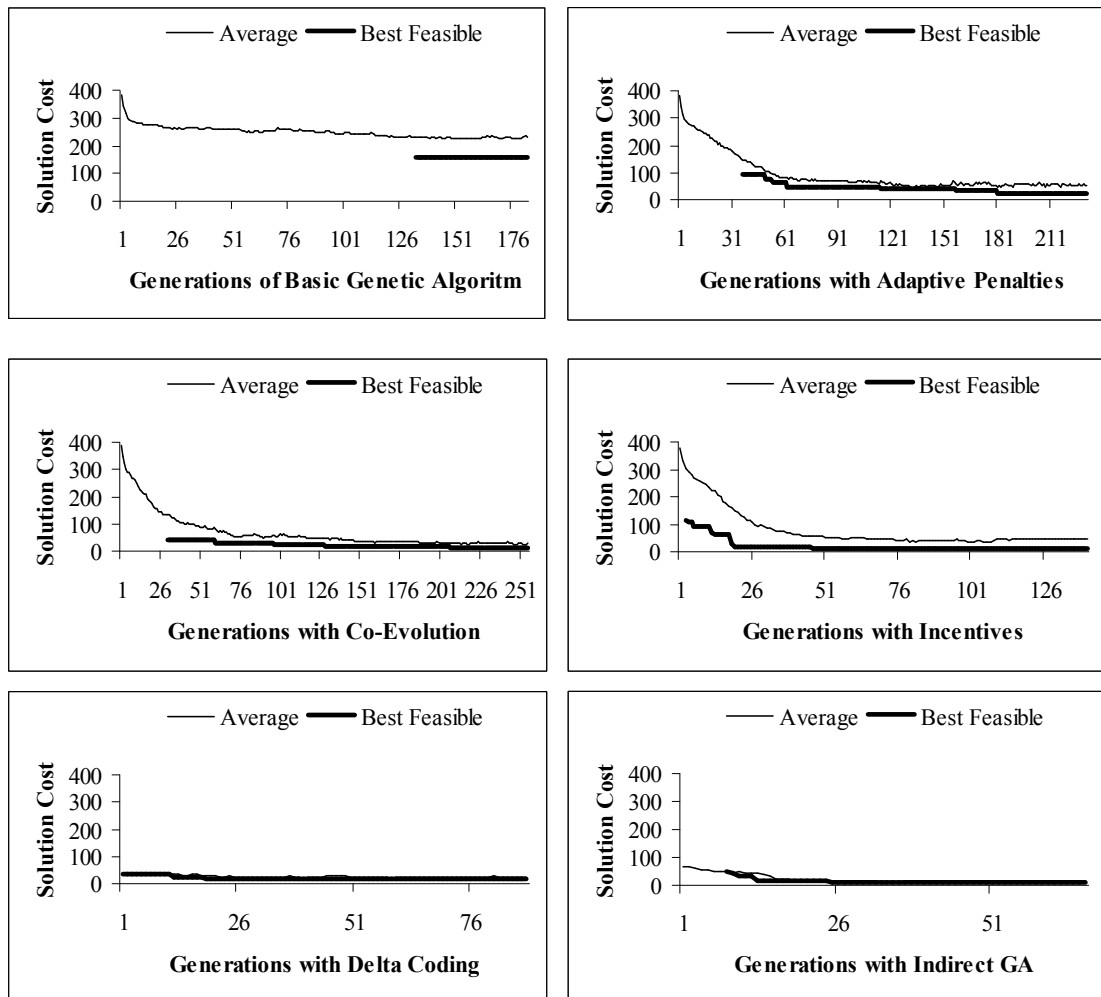 Average Best Feasible
Solution Cost
400
300
200
100
0
1 26 51 76 101 126 151 176
Generations of Basic Genetic Algoritm
Average Best Feasible
Solution Cost
400
300
200
100
0
1 31 61 91 121 151 181 211
Generations with Adaptive Penalties
Average Best Feasible
Solution Cost
400
300
200
100
0
1 26 51 76 101 126 151 176 201 226 251
Generations with Co-Evolution
Average Best Feasible
Solution Cost
400
300
200
100
0
1 26 51 76 101 126
Generations with Incentives
Average Best Feasible
Solution Cost
400
300
200
100
0
1 26 51 76
Generations with Delta Coding
Average Best Feasible
Solution Cost
400
300
200
100
0
1 26 51
Generations with Indirect GA